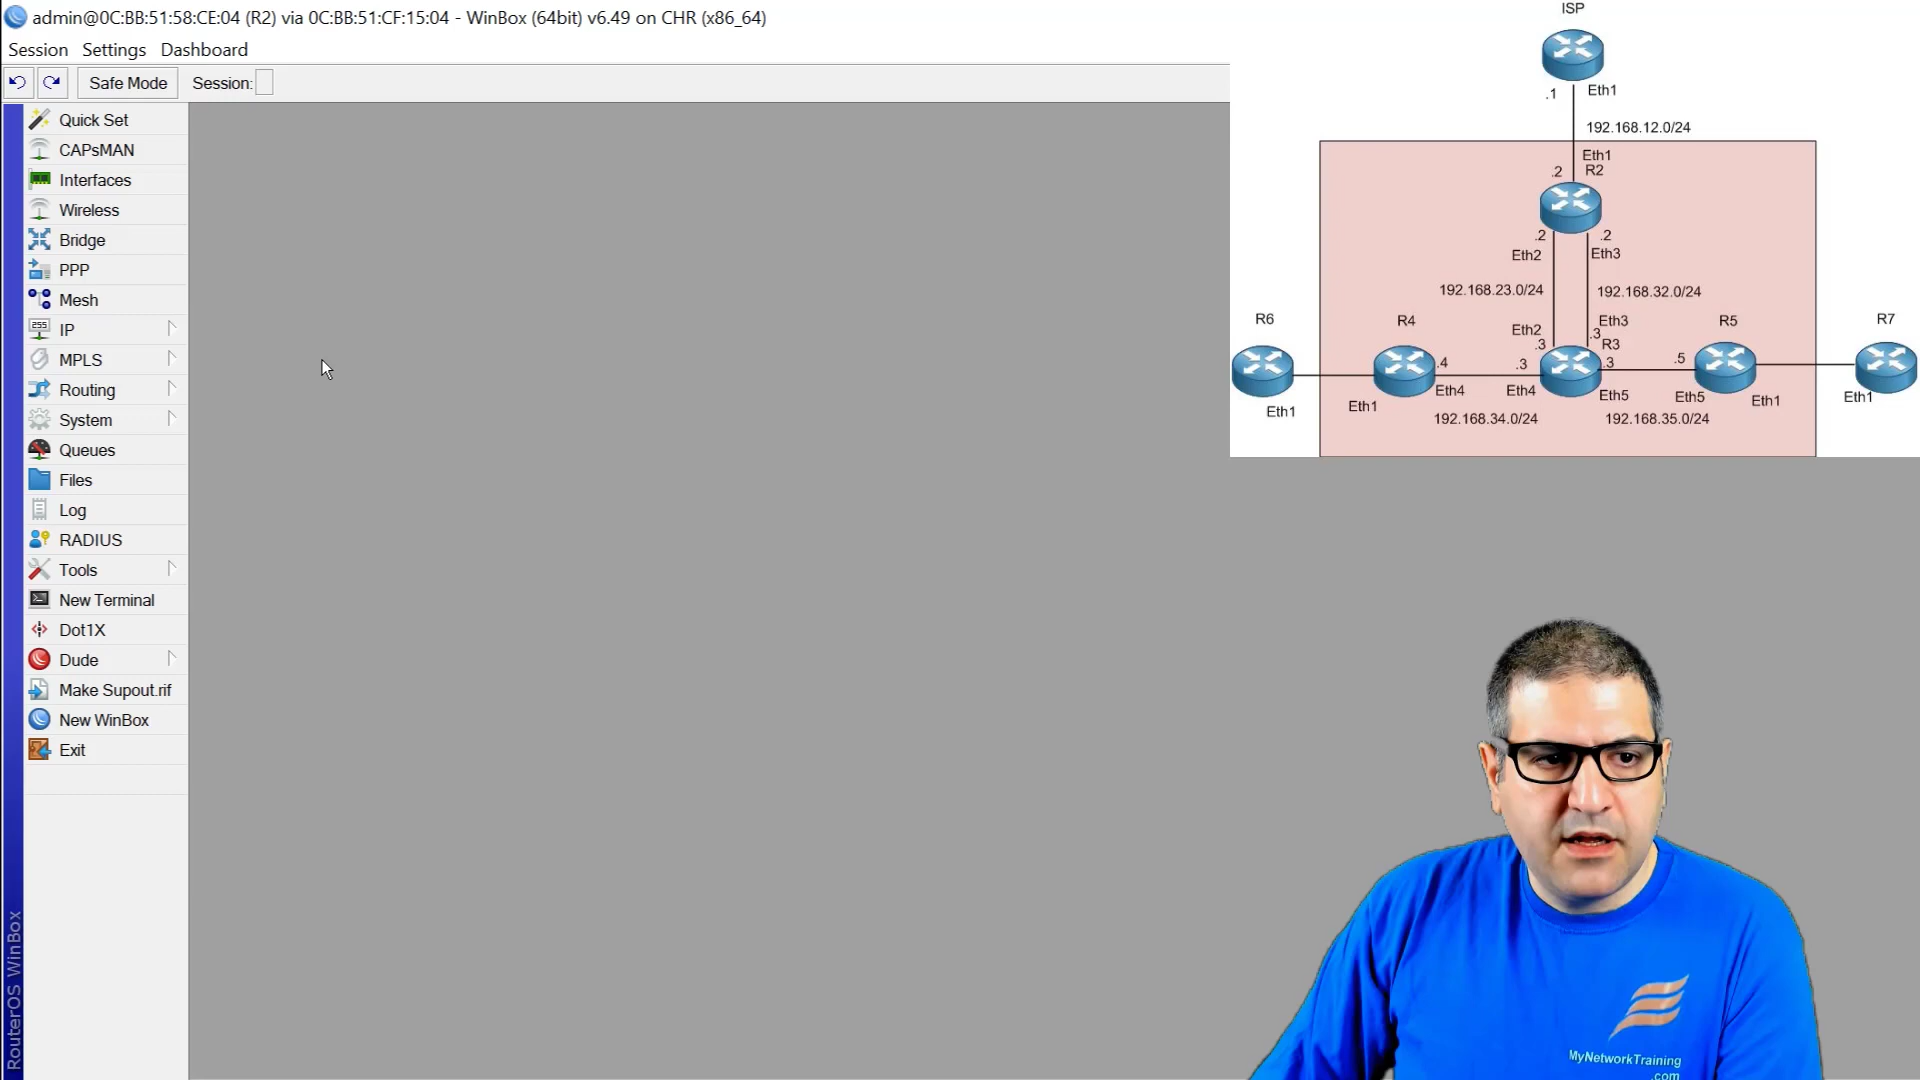 admin@0C:BB:51:58:CE:04 (R2) via 0C:BB:51:CF:15:04 - WinBox (64bit) v6.49 on CHR (x86_64)
Session Settings Dashboard
Safe Mode Session:
Quick Set
CAPsMAN
Interfaces
Wireless
Bridge
PPP
Mesh
255 IP
MPLS
Routing
System
Queues
Files
Log
RADIUS
Tools
New Terminal
Dot1X
Dude
Make Supout.rif
New WinBox
Exit
RouterOS WinBox
ISP
.1 Eth1
192.168.12.0/24
Eth1
.2 R2
.2 .2
Eth2 Eth3
192.168.23.0/24 192.168.32.0/24
R6 R4 Eth2 Eth3 R5 R7
.3 .3 R3
.4 .3 .3 .5
Eth1 Eth1 Eth4 Eth4 Eth5 Eth5 Eth1 Eth1
192.168.34.0/24 192.168.35.0/24
MyNetworkTraining
.com